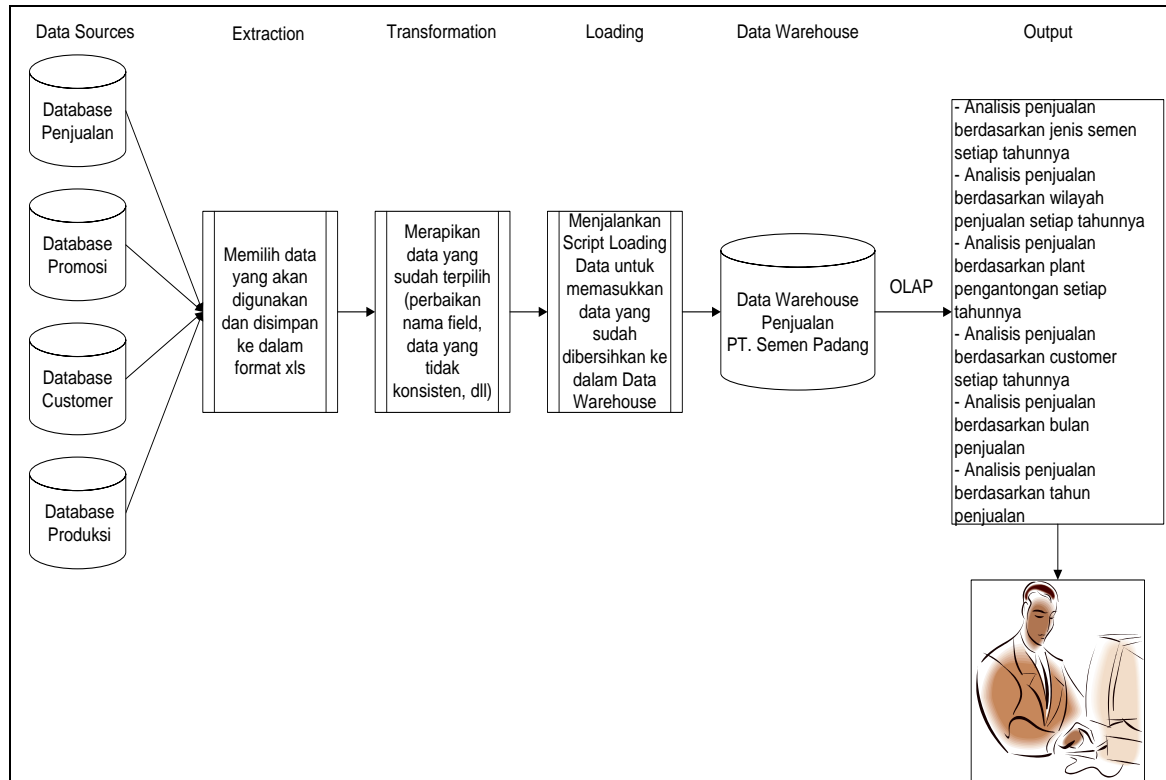 Data Sources
Extraction
Transformation
Loading
Data Warehouse
Output
Database
Penjualan
Database
Promosi
Database
Customer
Database
Produksi
Memilih data
yang akan
digunakan
dan disimpan
ke dalam
format xls
Merapikan
data yang
sudah terpilih
(perbaikan
nama field,
data yang
tidak
konsisten, dll)
Menjalankan
Script Loading
Data untuk
memasukkan
data yang
sudah
dibersihkan ke
dalam Data
Warehouse
Data Warehouse
Penjualan
PT. Semen Padang
OLAP
- Analisis penjualan
berdasarkan jenis semen
setiap tahunnya
- Analisis penjualan
berdasarkan wilayah
penjualan setiap tahunnya
- Analisis penjualan
berdasarkan plant
pengantongan setiap
tahunnya
- Analisis penjualan
berdasarkan customer
setiap tahunnya
- Analisis penjualan
berdasarkan bulan
penjualan
- Analisis penjualan
berdasarkan tahun
penjualan